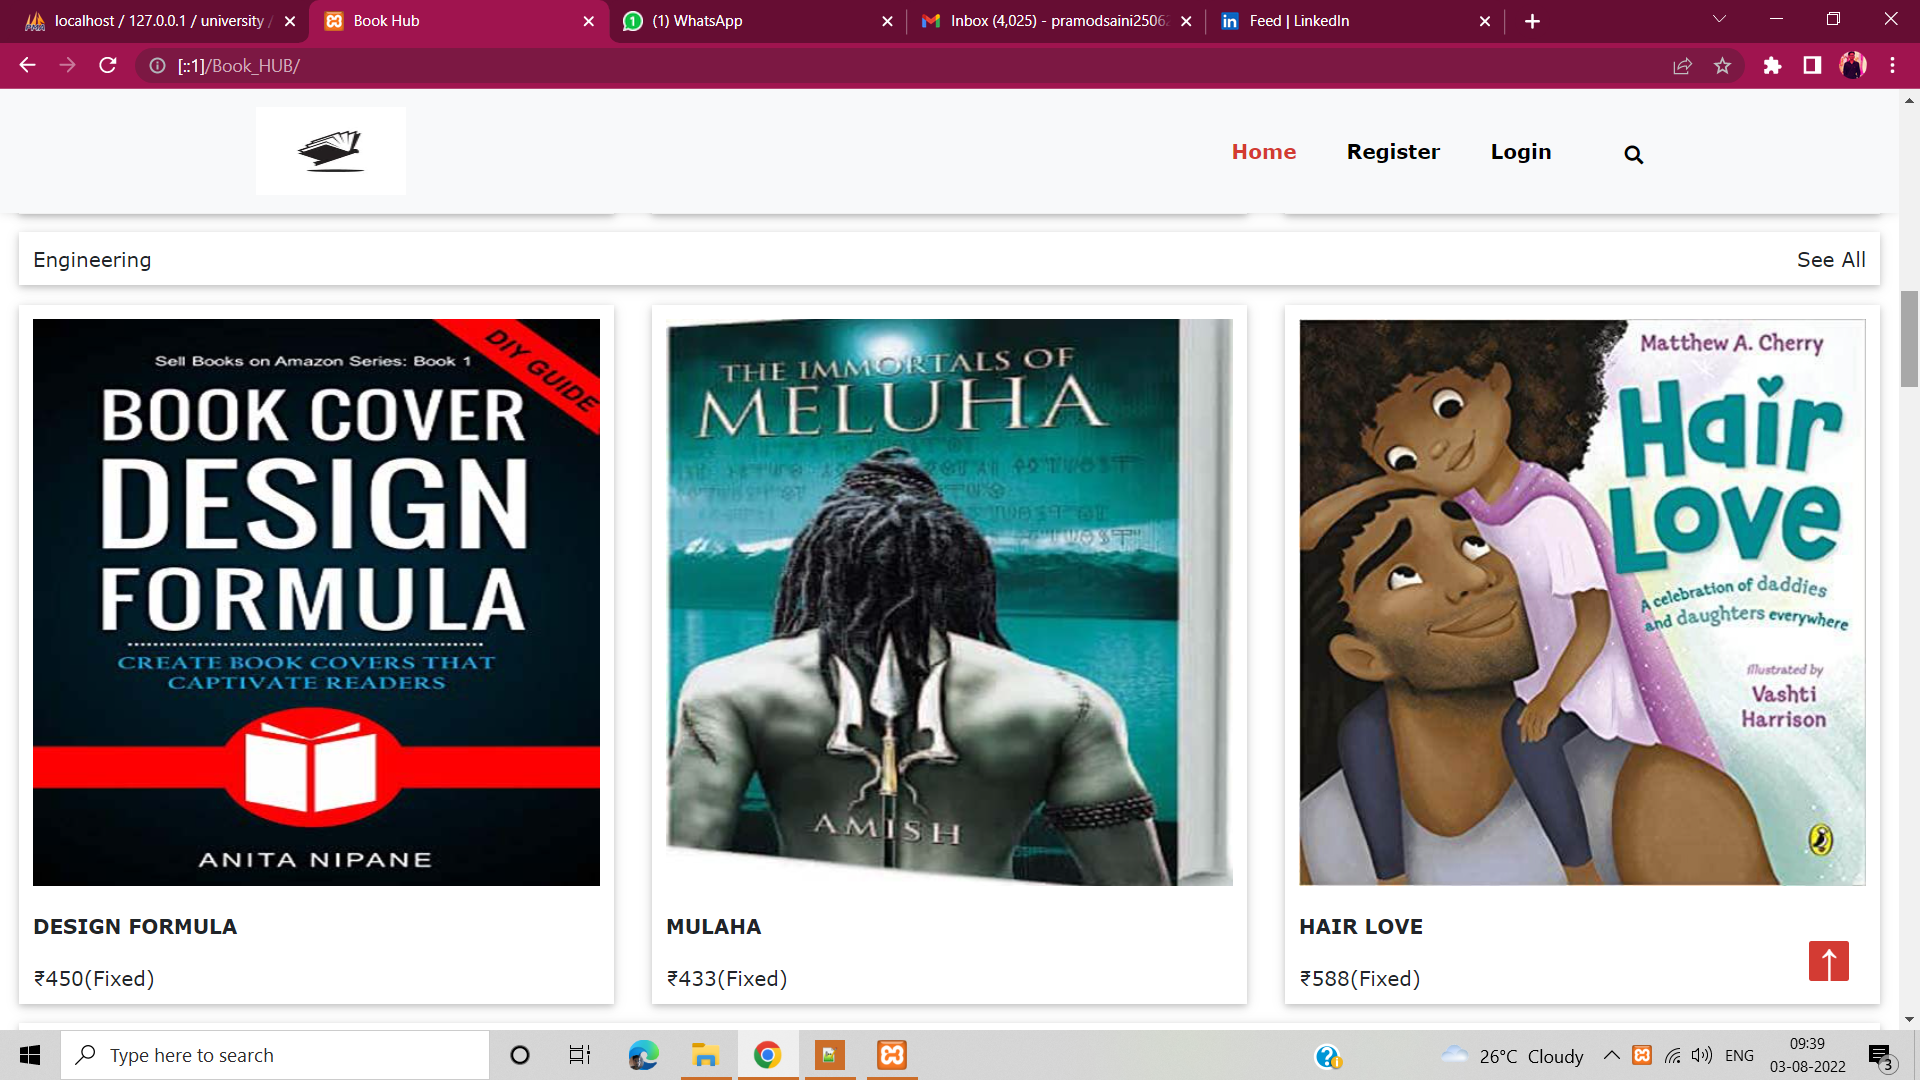 localhost / 127.0.0.1 / university /
Book Hub
(1) WhatsApp
Inbox (4,025) - pramodsaini2506
Feed | LinkedIn
[::1]/Book_HUB/
Home
Register
Login
Engineering
See All
Sell Books on Amazon Series: Book 1
DIY GUIDE
BOOK COVER
DESIGN
FORMULA
CREATE BOOK COVERS THAT
CAPTIVATE READERS
ANITA NIPANE
THE IMMORTALS OF
MELUHA
AMISH
Matthew A. Cherry
Hair
Love
A celebration of daddies
and daughters everywhere
Illustrated by
Vashti
Harrison
DESIGN FORMULA
₹450(Fixed)
MULAHA
₹433(Fixed)
HAIR LOVE
₹588(Fixed)
Type here to search
26°C Cloudy
ENG
09:39
03-08-2022
3